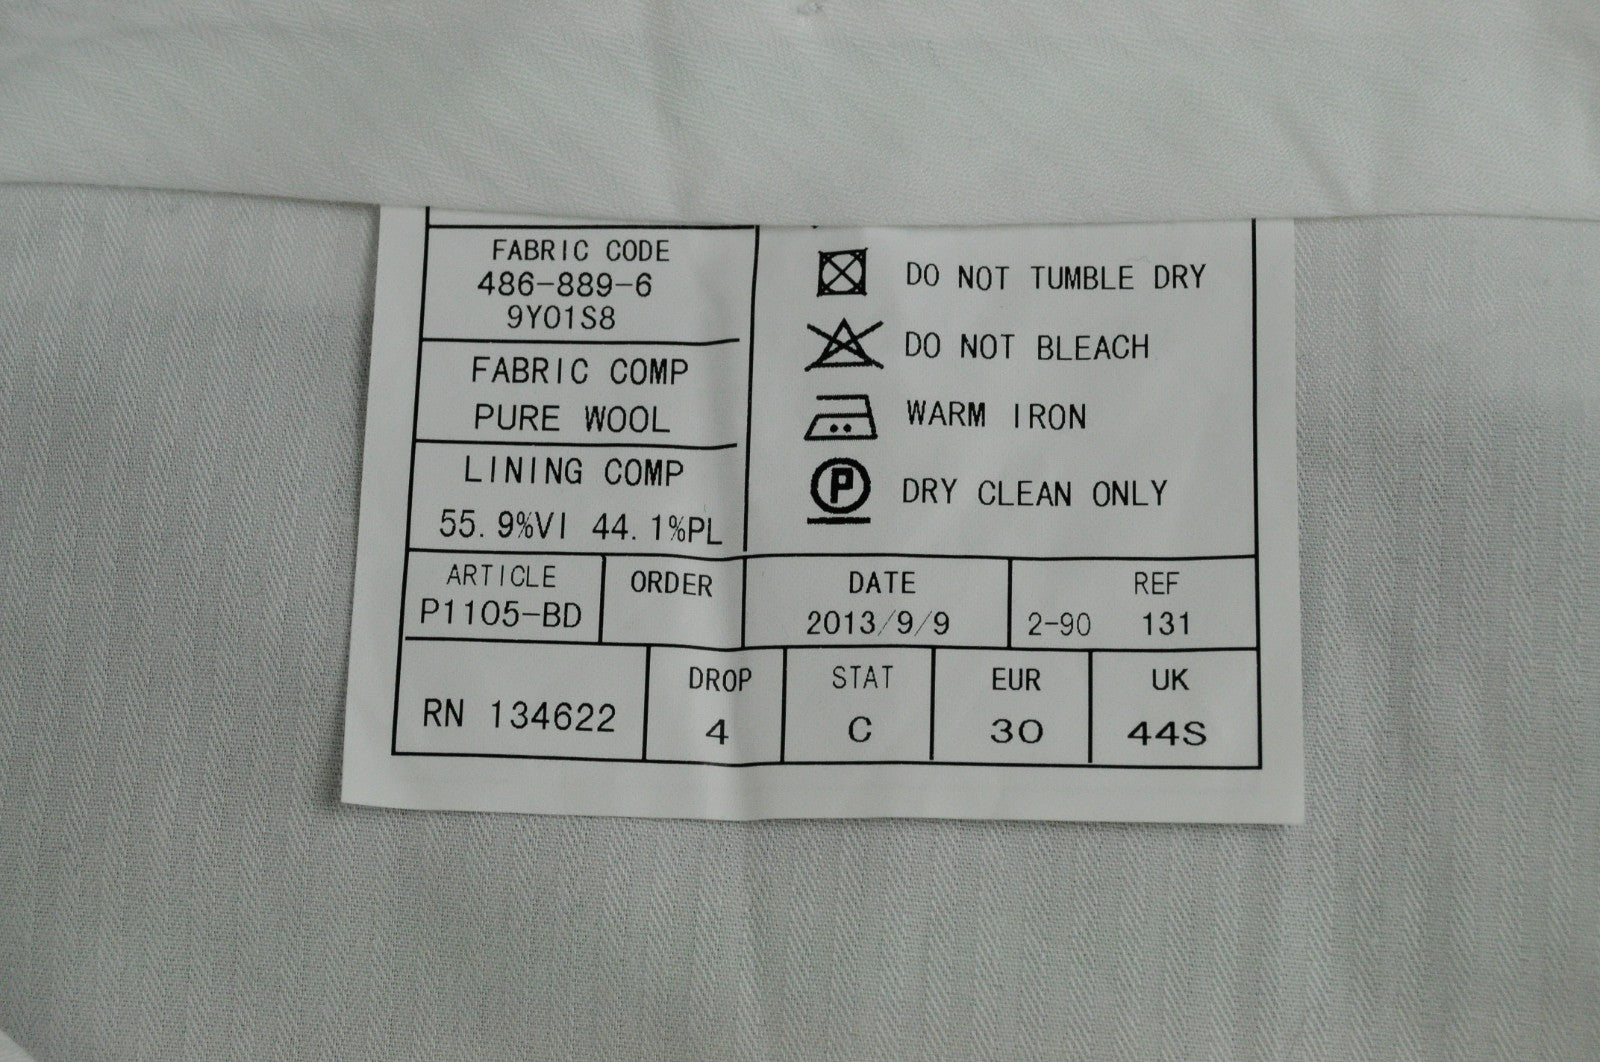 FABRIC CODE
486-889-6
9Y01S8
FABRIC COMP
PURE WOOL
LINING COMP
55.9%VI 44.1%PL
DO NOT TUMBLE DRY
DO NOT BLEACH
WARM IRON
P DRY CLEAN ONLY
ARTICLE ORDER DATE REF
P1105-BD 2013/9/9 2-90 131
RN 134622
DROP STAT EUR UK
4 C 30 44S